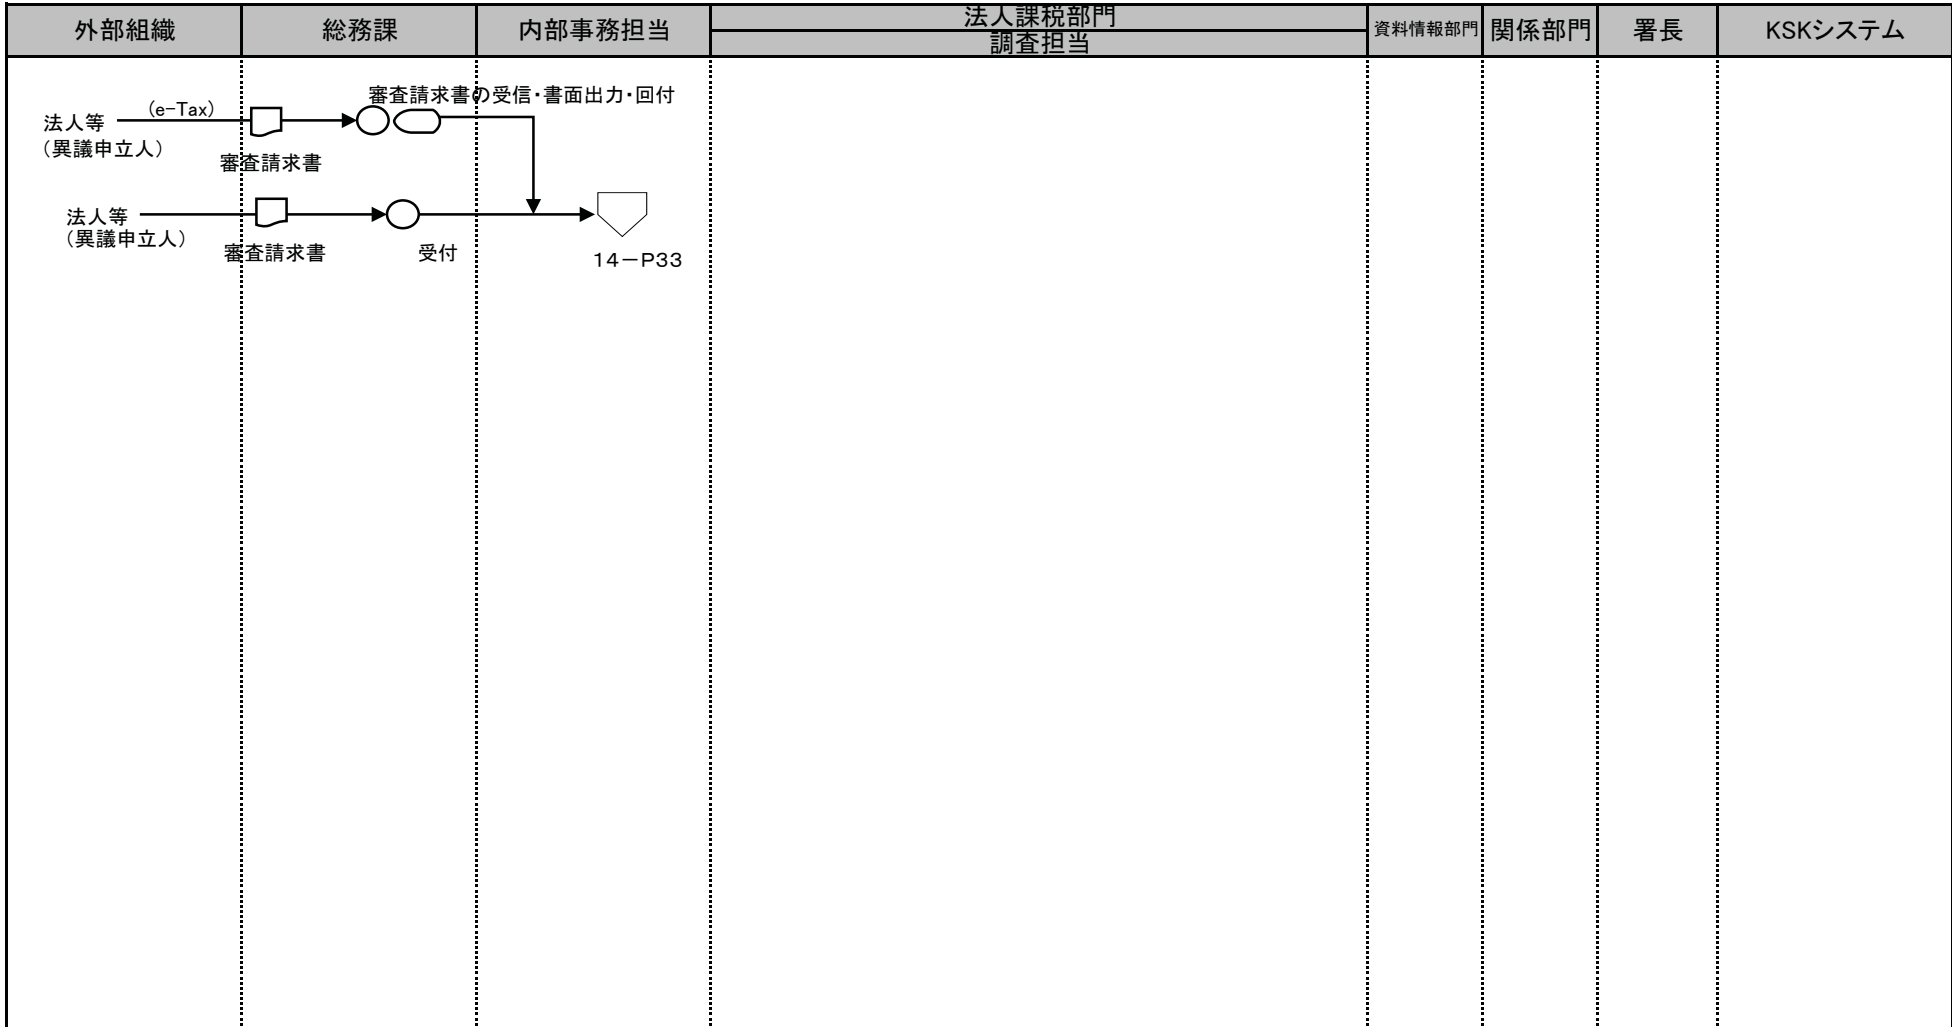 外部組織
総務課
内部事務担当
法人課税部門
調査担当
資料情報部門
関係部門
署長
KSKシステム
審査請求書の受信・書面出力・回付
(e-Tax)
法人等
(異議申立人)
審査請求書
法人等
(異議申立人)
審査請求書
受付
14－P33